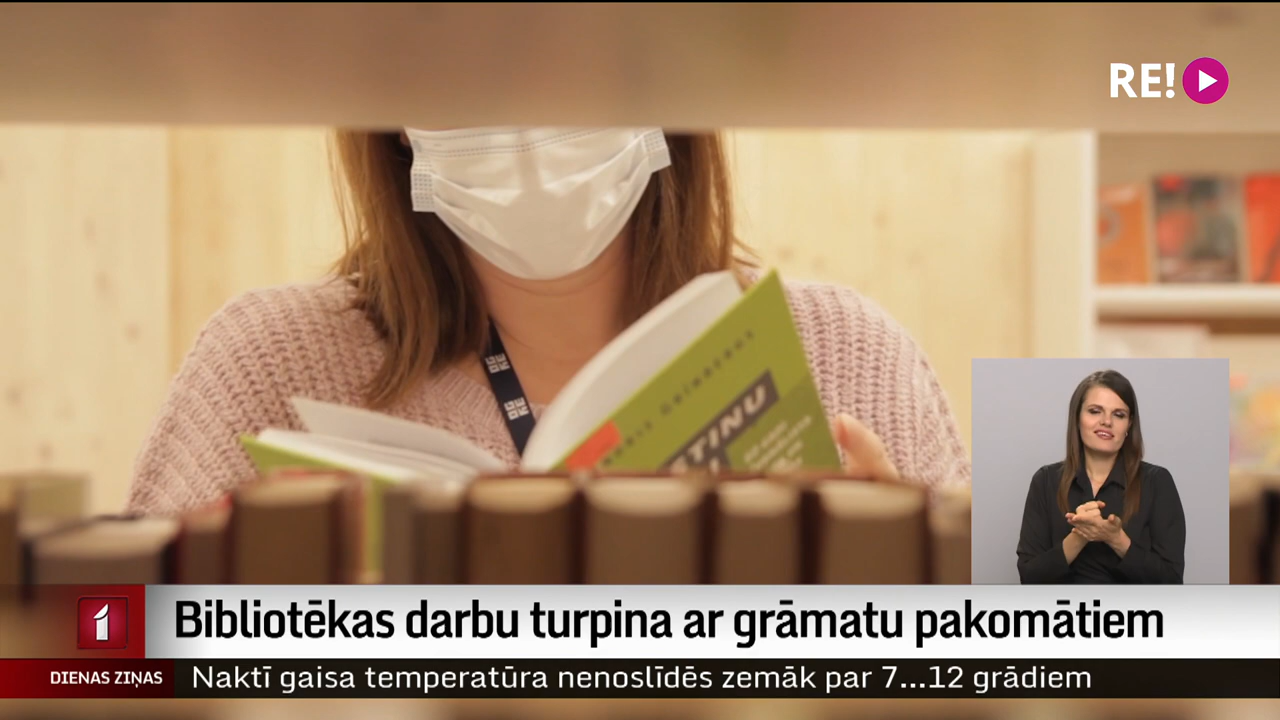 RE!
STIŅU
1
Bibliotēkas darbu turpina ar grāmatu pakomātiem
DIENAS ZIŅAS
Naktī gaisa temperatūra nenoslīdēs zemāk par 7...12 grādiem